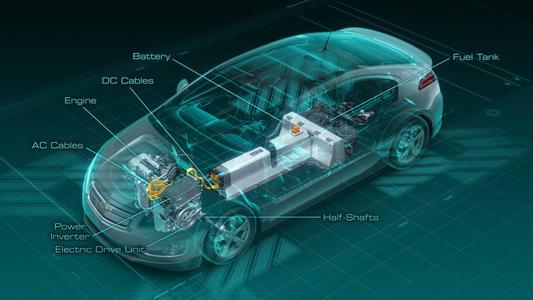 Battery
Fuel Tank
DC Cables
Engine
AC Cables
Power
Inverter
Half-Shafts
Electric Drive Unit